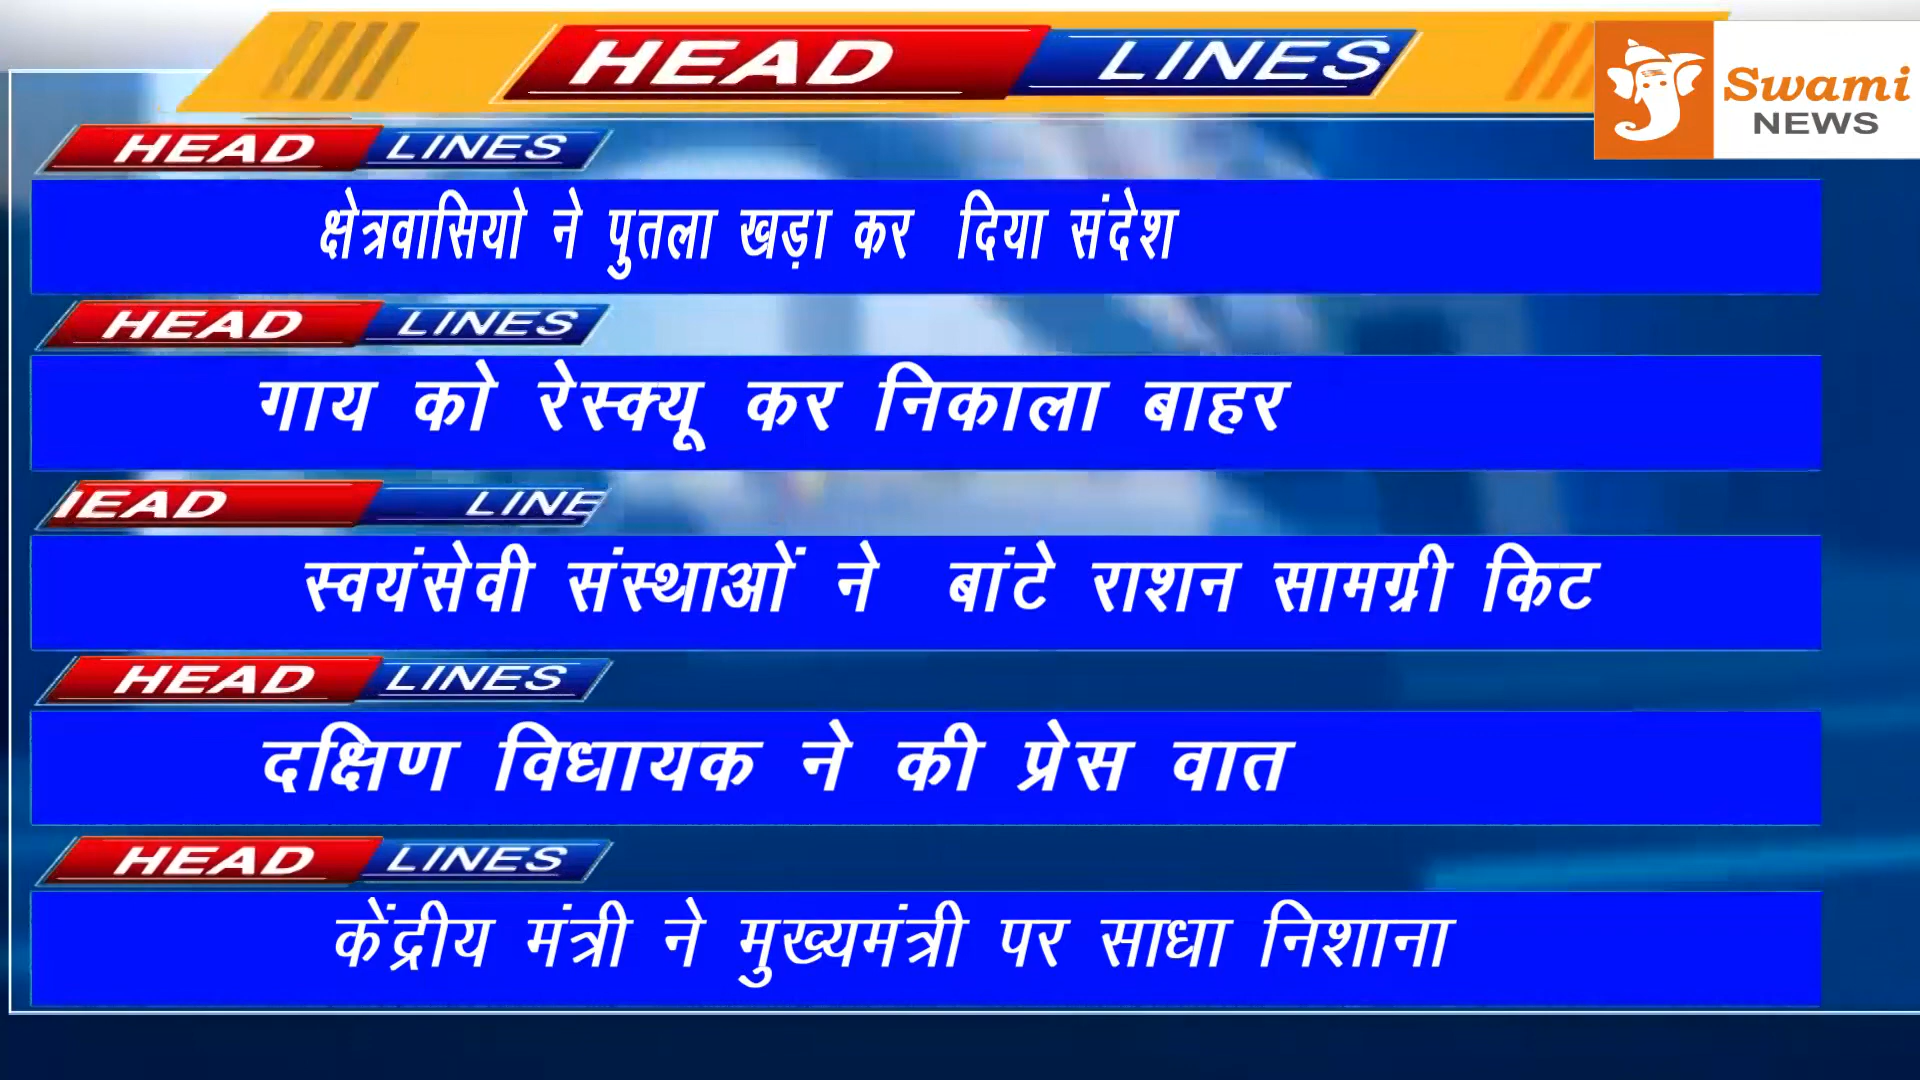 HEAD LINES
Swami
NEWS
HEAD LINES
क्षेत्रवासियो ने पुतला खड़ा कर दिया संदेश
HEAD LINES
गाय को रेस्क्यू कर निकाला बाहर
HEAD LINE
स्वयंसेवी संस्थाओं ने बांटे राशन सामग्री किट
HEAD LINES
दक्षिण विधायक ने की प्रेस वात
HEAD LINES
केंद्रीय मंत्री ने मुख्यमंत्री पर साधा निशाना